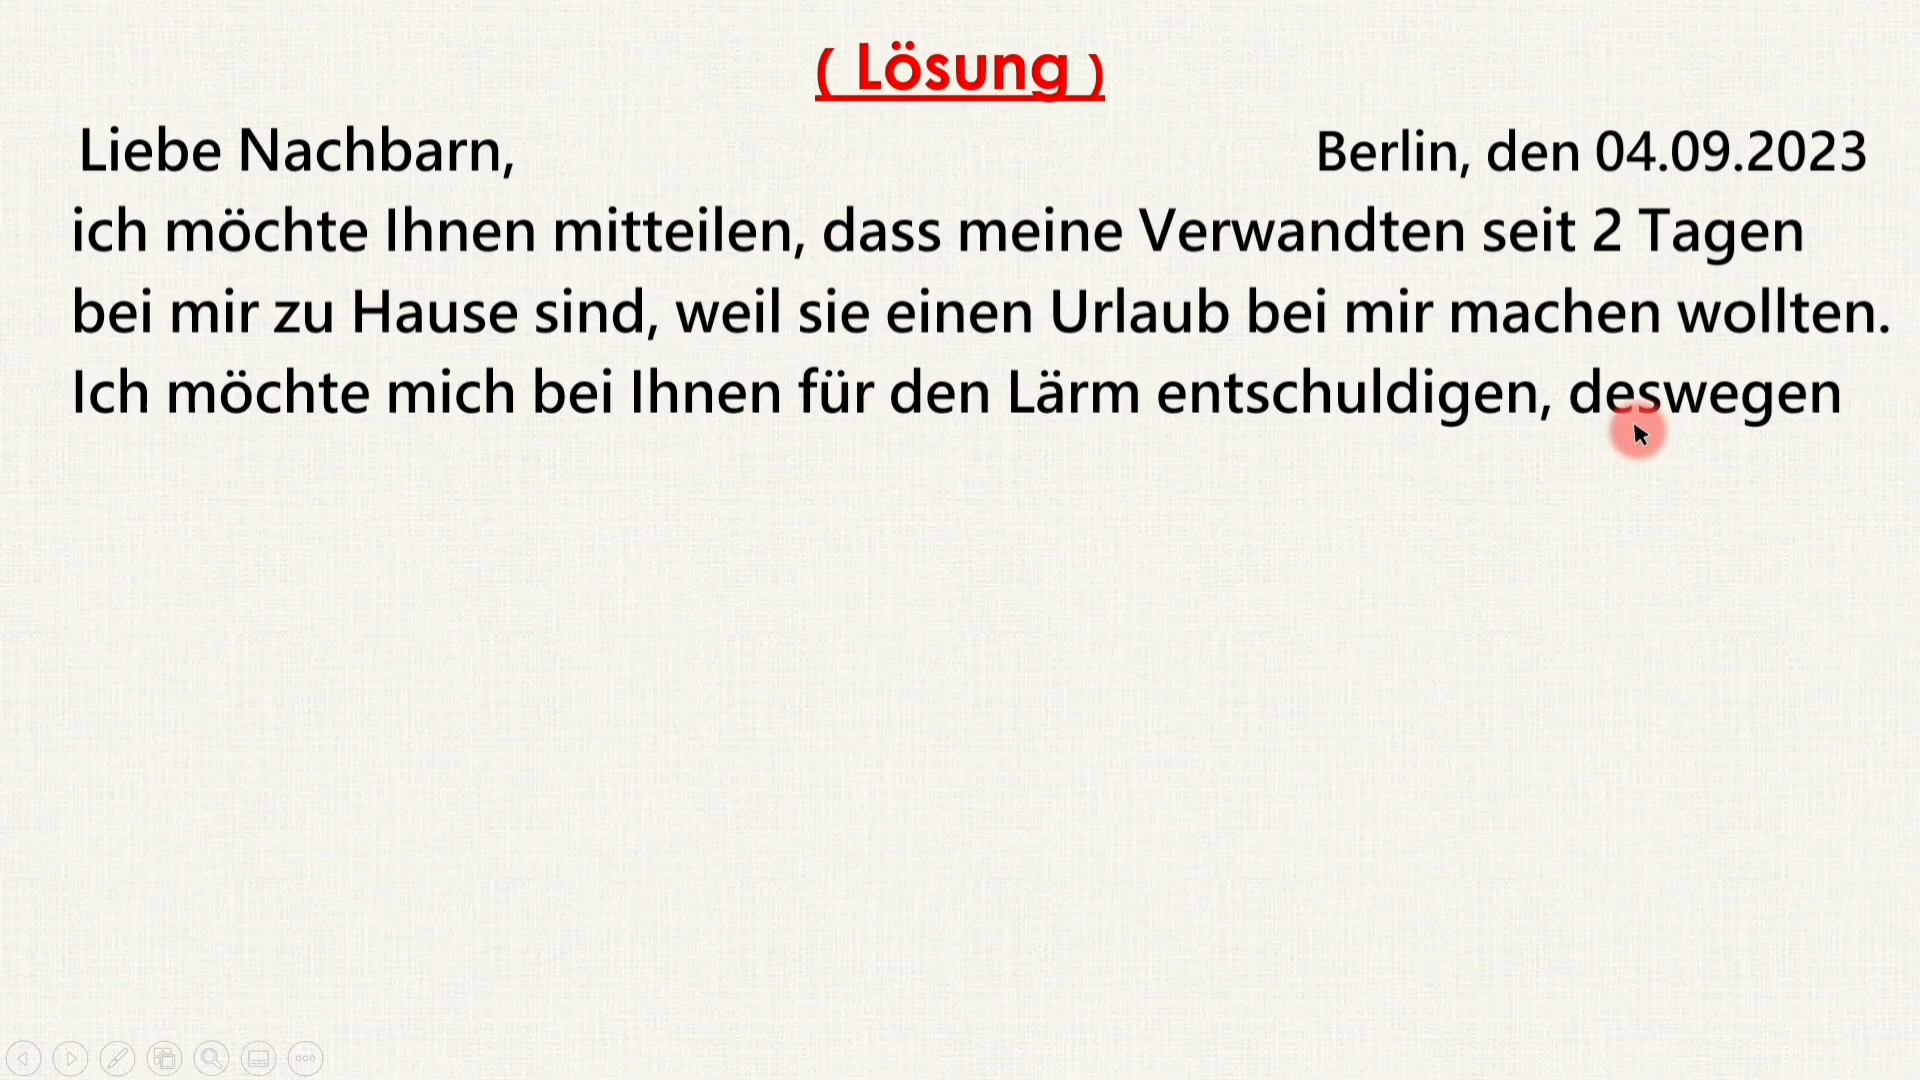 ( Lösung )
Liebe Nachbarn, Berlin, den 04.09.2023
ich möchte Ihnen mitteilen, dass meine Verwandten seit 2 Tagen
bei mir zu Hause sind, weil sie einen Urlaub bei mir machen wollten.
Ich möchte mich bei Ihnen für den Lärm entschuldigen, deswegen